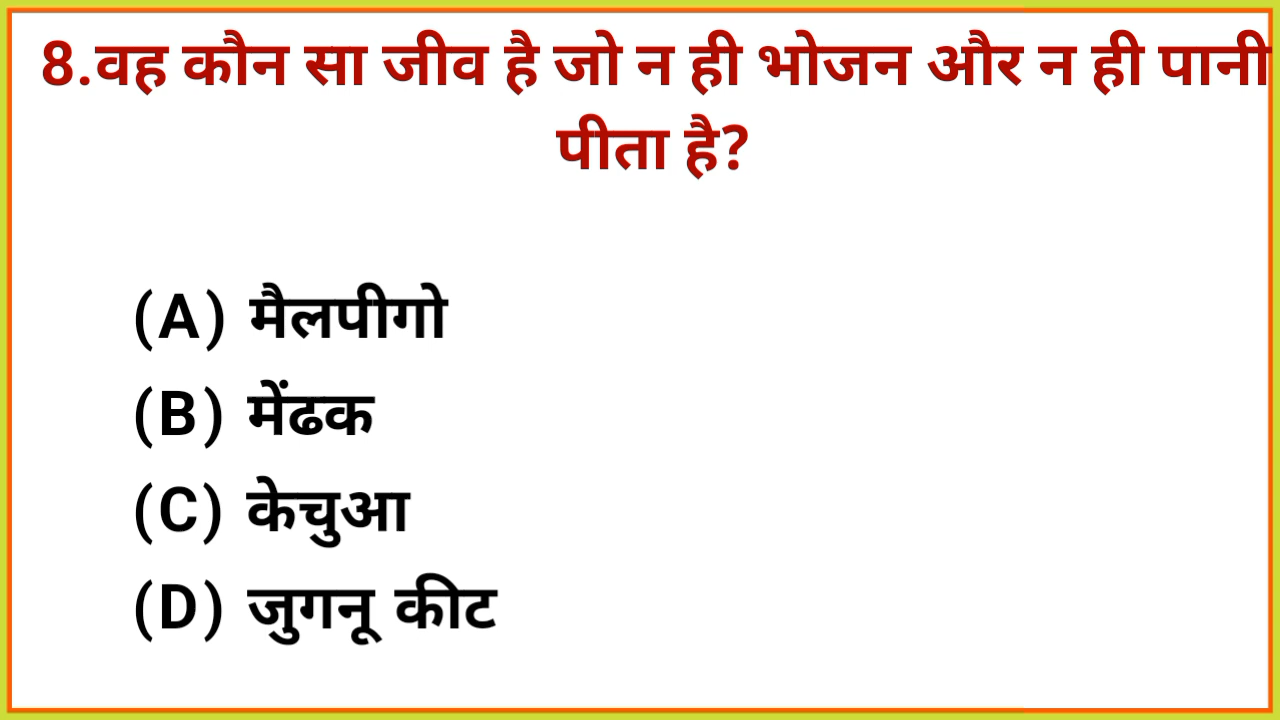 8.वह कौन सा जीव है जो न ही भोजन और न ही पानी
पीता है?
(A) मैलपीगो
(B) मेंढक
(C) केचुआ
(D) जुगनू कीट